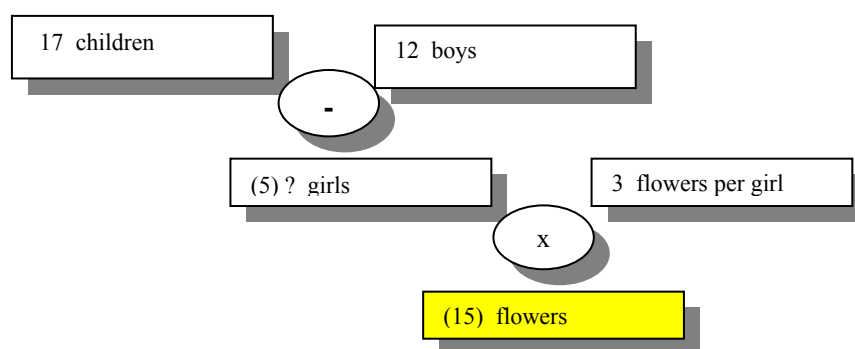 17 children
12 boys
-
(5) ? girls
3 flowers per girl
x
(15) flowers